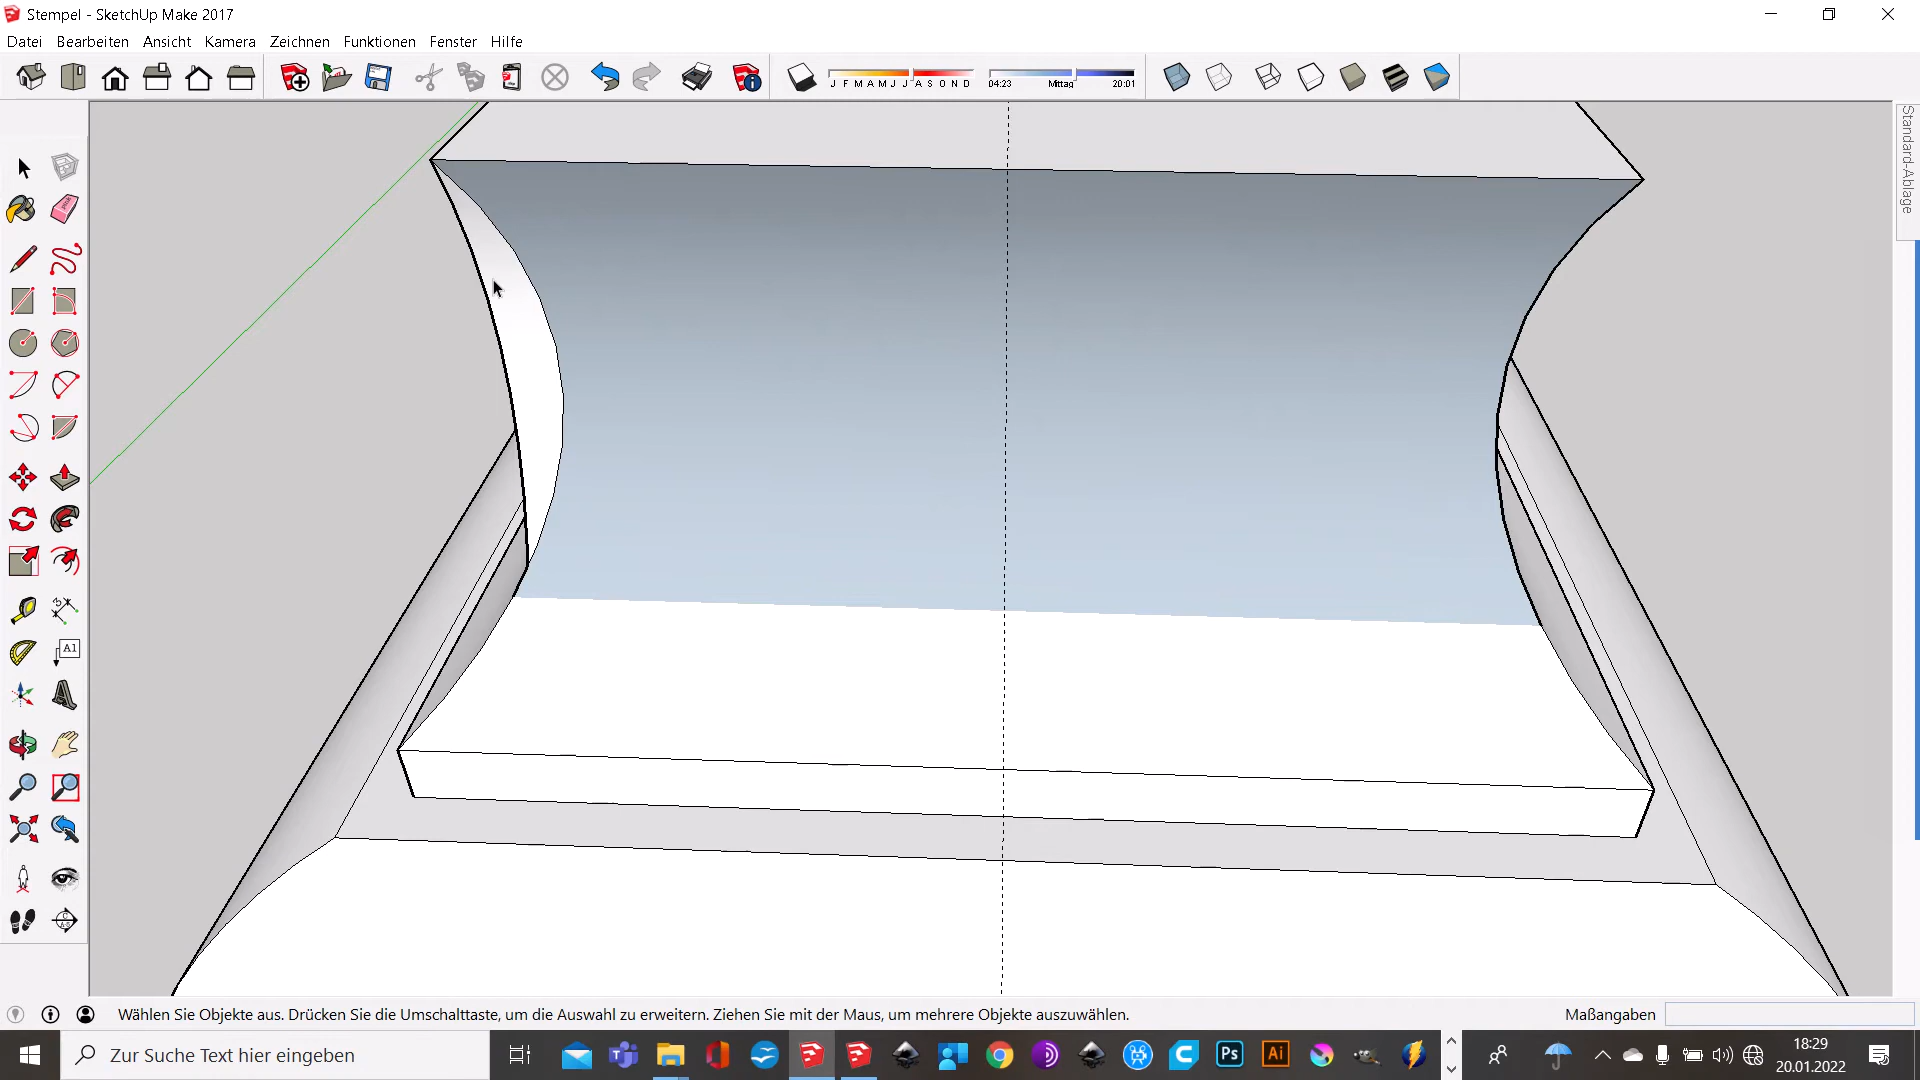 Stempel - SketchUp Make 2017
Datei Bearbeiten Ansicht Kamera Zeichnen Funktionen Fenster Hilfe
J F M A M J J A S O N D 04:23 Mittag 20:01
Standard-Ablage
A1
Wählen Sie Objekte aus. Drücken Sie die Umschalttaste, um die Auswahl zu erweitern. Ziehen Sie mit der Maus, um mehrere Objekte auszuwählen. Maßangaben
Zur Suche Text hier eingeben
Ps Ai
18:29
20.01.2022